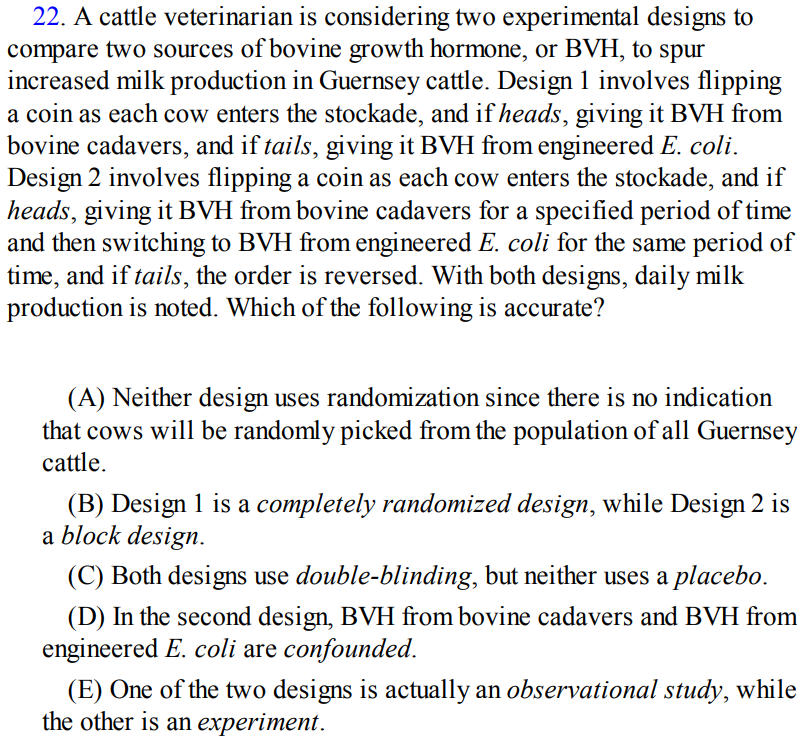 22. A cattle veterinarian is considering two experimental designs to
compare two sources of bovine growth hormone, or BVH, to spur
increased milk production in Guernsey cattle. Design 1 involves flipping
a coin as each cow enters the stockade, and if heads, giving it BVH from
bovine cadavers, and if tails, giving it BVH from engineered E. coli.
Design 2 involves flipping a coin as each cow enters the stockade, and if
heads, giving it BVH from bovine cadavers for a specified period of time
and then switching to BVH from engineered E. coli for the same period of
time, and if tails, the order is reversed. With both designs, daily milk
production is noted. Which of the following is accurate?
(A) Neither design uses randomization since there is no indication
that cows will be randomly picked from the population of all Guernsey
cattle.
(B) Design 1 is a completely randomized design, while Design 2 is
a block design.
(C) Both designs use double-blinding, but neither uses a placebo.
(D) In the second design, BVH from bovine cadavers and BVH from
engineered E. coli are confounded.
(E) One of the two designs is actually an observational study, while
the other is an experiment.